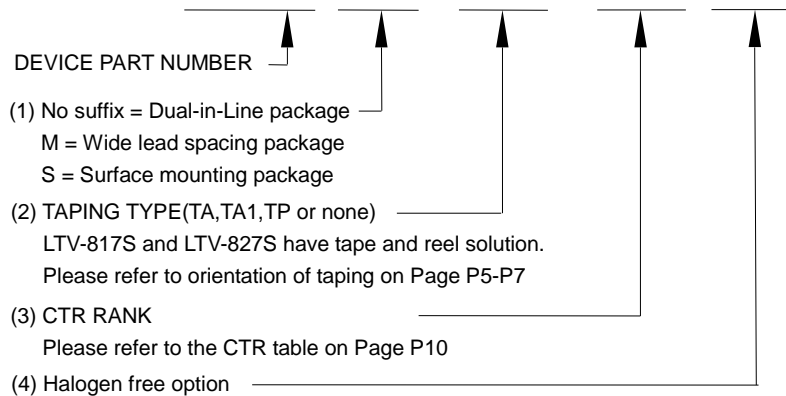 DEVICE PART NUMBER
(1) No suffix = Dual-in-Line package
M = Wide lead spacing package
S = Surface mounting package
(2) TAPING TYPE(TA,TA1,TP or none)
LTV-817S and LTV-827S have tape and reel solution.
Please refer to orientation of taping on Page P5-P7
(3) CTR RANK
Please refer to the CTR table on Page P10
(4) Halogen free option